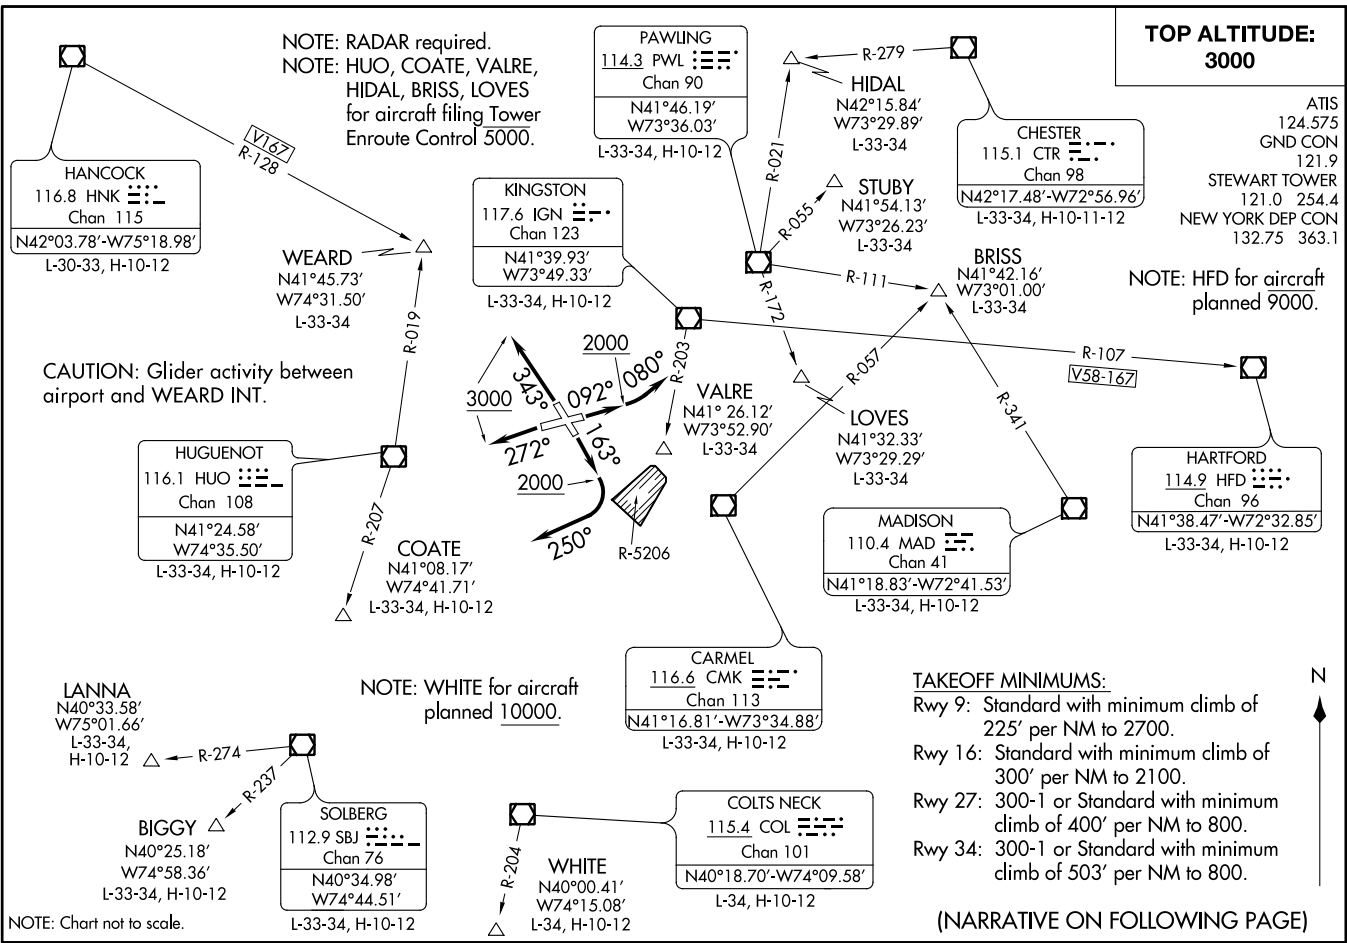 TOP ALTITUDE:
3000
ATIS
124.575
GND CON
121.9
STEWART TOWER
121.0 254.4
NEW YORK DEP CON
132.75 363.1
NOTE: HFD for aircraft
planned 9000.
NOTE: RADAR required.
NOTE: HUO, COATE, VALRE,
HIDAL, BRISS, LOVES
for aircraft filing Tower
Enroute Control 5000.
PAWLING
114.3 PWL
Chan 90
N41°46.19'
W73°36.03'
L-33-34, H-10-12
R-279
HIDAL
N42°15.84'
W73°29.89'
L-33-34
CHESTER
115.1 CTR
Chan 98
N42°17.48'-W72°56.96'
L-33-34, H-10-11-12
V167
R-128
HANCOCK
116.8 HNK
Chan 115
N42°03.78'-W75°18.98'
L-30-33, H-10-12
KINGSTON
117.6 IGN
Chan 123
N41°39.93'
W73°49.33'
L-33-34, H-10-12
R-021
R-055
STUBY
N41°54.13'
W73°26.23'
L-33-34
R-111
BRISS
N41°42.16'
W73°01.00'
L-33-34
WEARD
N41°45.73'
W74°31.50'
L-33-34
R-019
R-172
R-203
R-057
R-107
V58-167
R-341
CAUTION: Glider activity between
airport and WEARD INT.
343°
3000
092°
2000
080°
272°
163°
2000
250°
R-5206
VALRE
N41° 26.12'
W73°52.90'
L-33-34
LOVES
N41°32.33'
W73°29.29'
L-33-34
HUGUENOT
116.1 HUO
Chan 108
N41°24.58'
W74°35.50'
L-33-34, H-10-12
R-207
COATE
N41°08.17'
W74°41.71'
L-33-34, H-10-12
MADISON
110.4 MAD
Chan 41
N41°18.83'-W72°41.53'
L-33-34, H-10-12
HARTFORD
114.9 HFD
Chan 96
N41°38.47'-W72°32.85'
L-33-34, H-10-12
CARMEL
116.6 CMK
Chan 113
N41°16.81'-W73°34.88'
L-33-34, H-10-12
NOTE: WHITE for aircraft
planned 10000.
LANNA
N40°33.58'
W75°01.66'
L-33-34,
H-10-12
R-274
R-237
BIGGY
N40°25.18'
W74°58.36'
L-33-34, H-10-12
SOLBERG
112.9 SBJ
Chan 76
N40°34.98'
W74°44.51'
L-33-34, H-10-12
R-204
WHITE
N40°00.41'
W74°15.08'
L-34, H-10-12
COLTS NECK
115.4 COL
Chan 101
N40°18.70'-W74°09.58'
L-34, H-10-12
N
TAKEOFF MINIMUMS:
Rwy 9: Standard with minimum climb of
225' per NM to 2700.
Rwy 16: Standard with minimum climb of
300' per NM to 2100.
Rwy 27: 300-1 or Standard with minimum
climb of 400' per NM to 800.
Rwy 34: 300-1 or Standard with minimum
climb of 503' per NM to 800.
NOTE: Chart not to scale.
(NARRATIVE ON FOLLOWING PAGE)